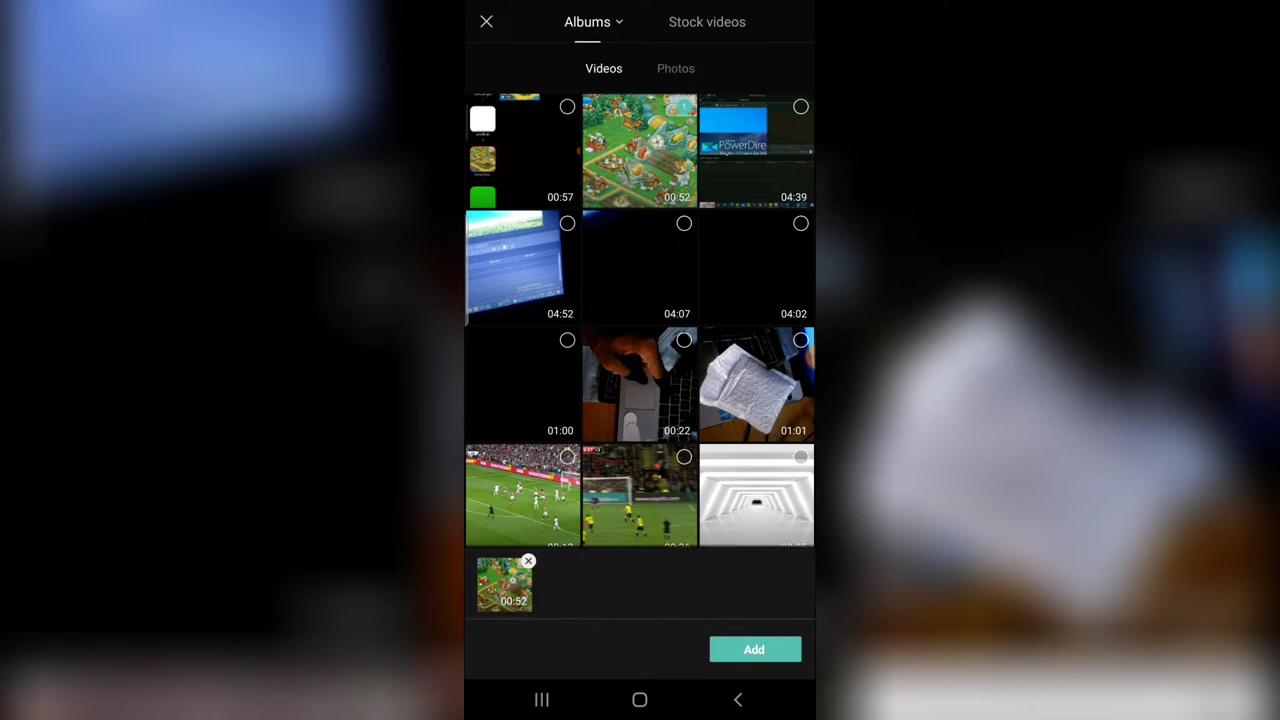 Albums Stock videos
Videos Photos
1
PowerDire
00:57 00:52 04:39
04:52 04:07 04:02
01:00 00:22 01:01
00:52
Add